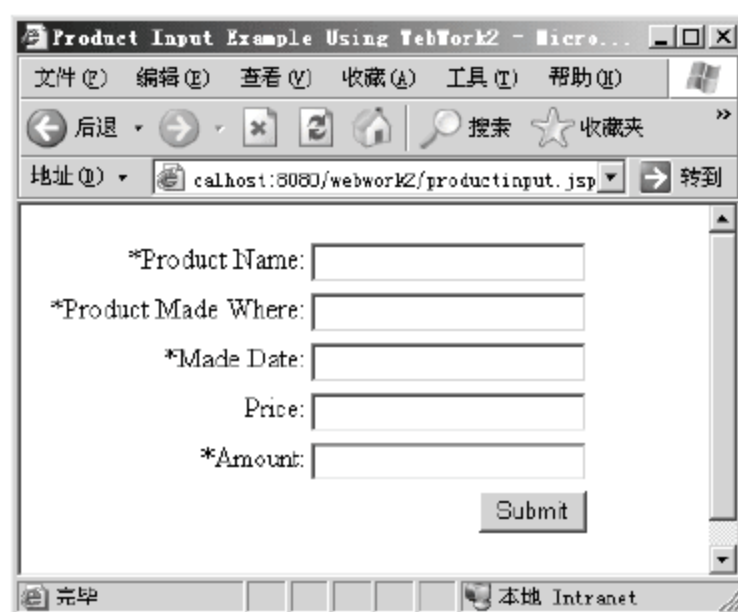 Product Input Example Using WebWork2 - Micro...
文件(F) 编辑(E) 查看(V) 收藏(A) 工具(T) 帮助(H)
后退 搜索 收藏夹 »
地址(D) calhost:8080/webwork2/productinput.jsp 转到
*Product Name:
*Product Made Where:
*Made Date:
Price:
*Amount:
Submit
完毕 本地 Intranet